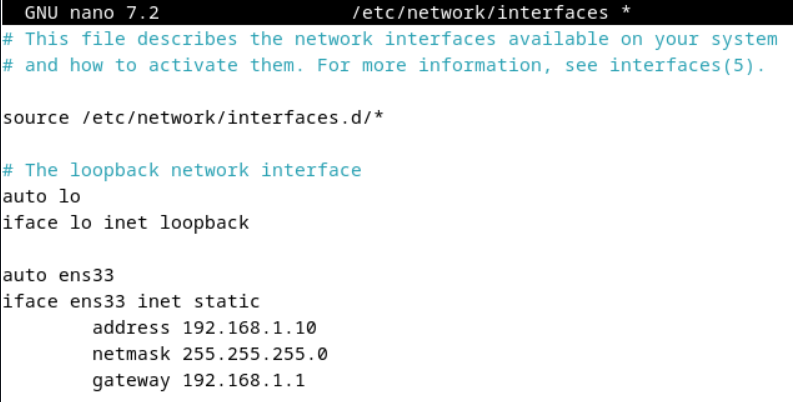 GNU nano 7.2 /etc/network/interfaces *
# This file describes the network interfaces available on your system
# and how to activate them. For more information, see interfaces(5).
source /etc/network/interfaces.d/*
# The loopback network interface
auto lo
iface lo inet loopback
auto ens33
iface ens33 inet static
address 192.168.1.10
netmask 255.255.255.0
gateway 192.168.1.1